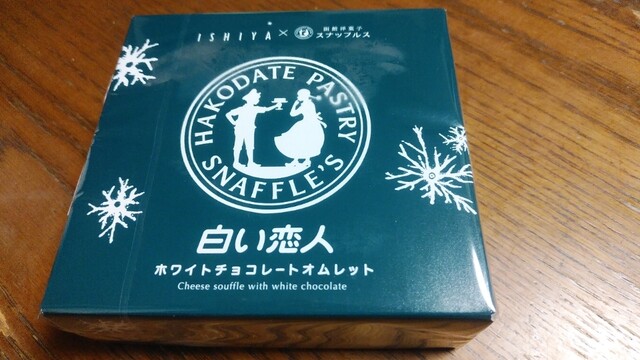 ISHIYA × 函館洋菓子 スナッフルス
HAKODATE PASTRY
SNAFFLE'S
白い恋人
ホワイトチョコレートオムレット
Cheese souffle with white chocolate